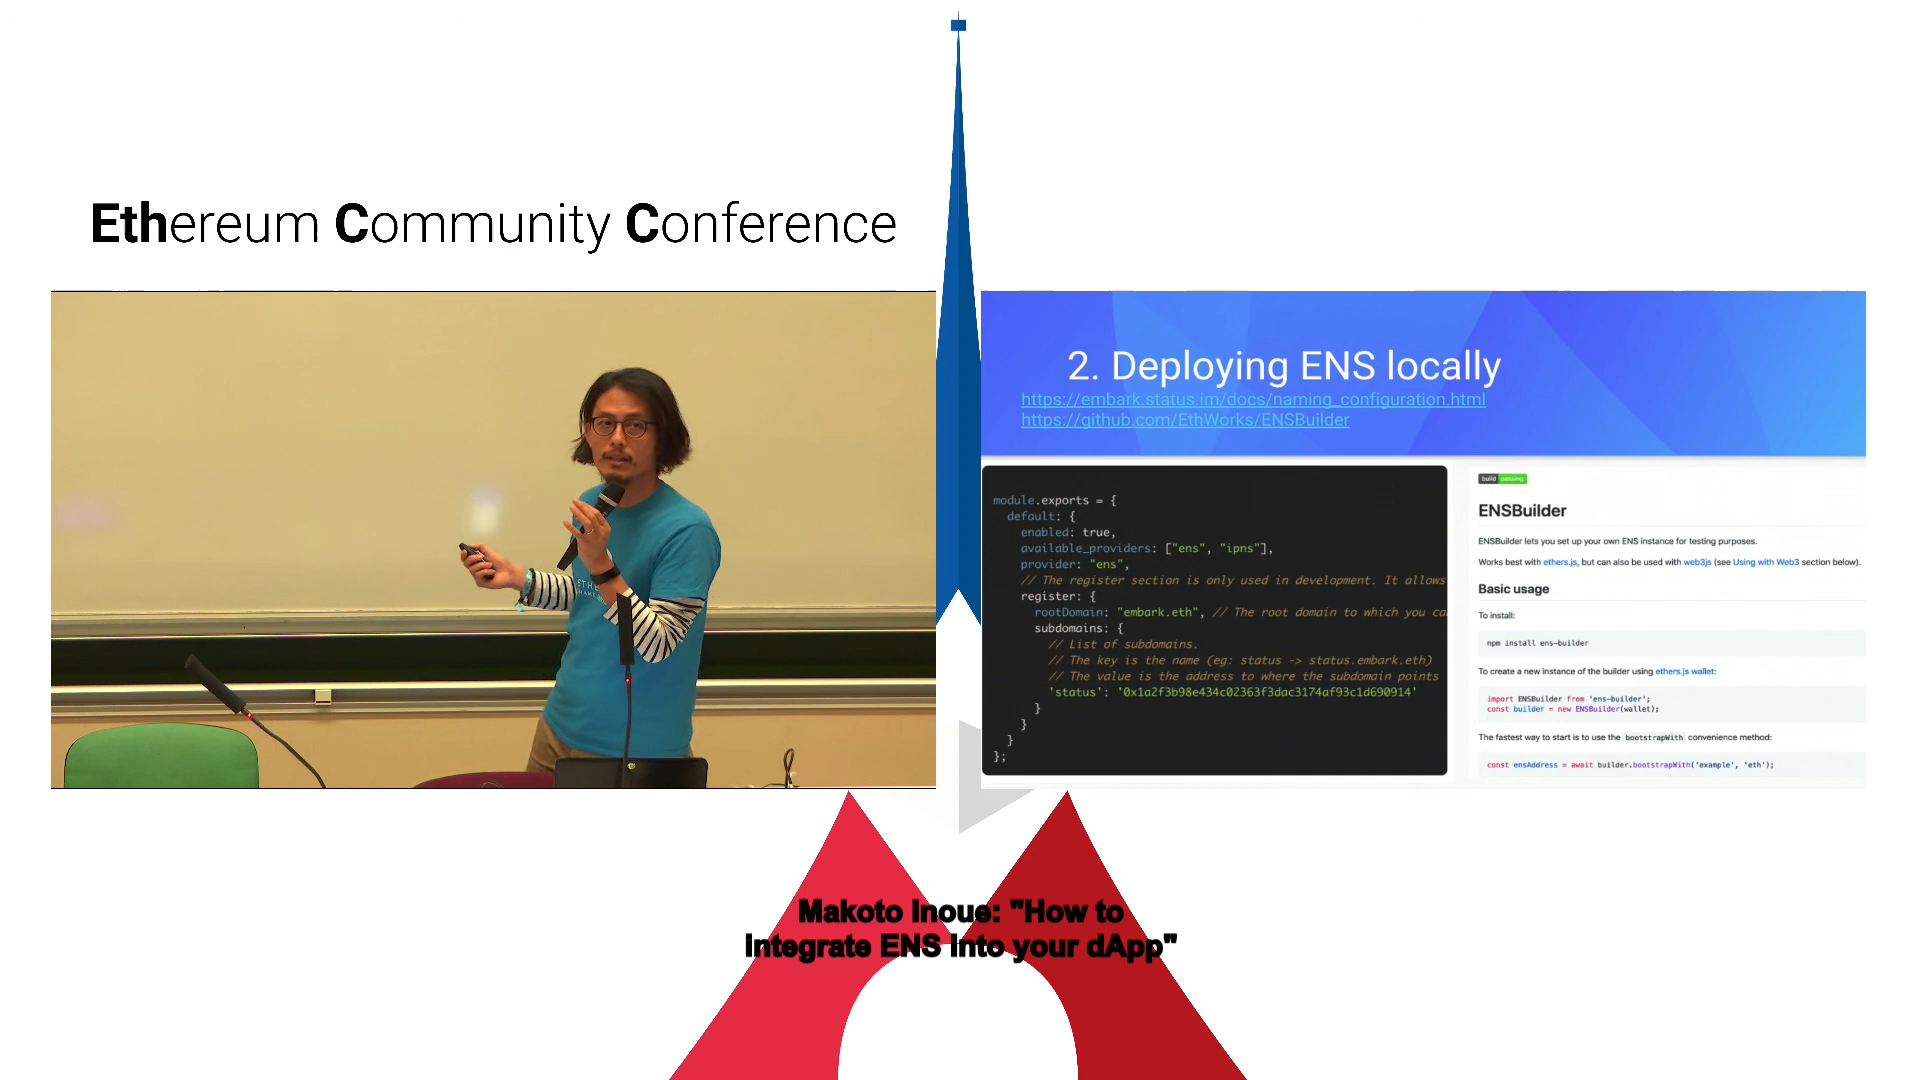 Ethereum Community Conference
2. Deploying ENS locally
https://embark.status.im/docs/naming_configuration.html
https://github.com/EthWorks/ENSBuilder
module.exports = {
default: {
enabled: true,
available_providers: ["ens", "ipns"],
provider: "ens",
// The register section is only used in development. It allows
register: {
rootDomain: "embark.eth", // The root domain to which you ca
subdomains: {
// List of subdomains.
// The key is the name (eg: status -> status.embark.eth)
// The value is the address to where the subdomain points
'status': '0x1a2f3b98e434c02363f3dac3174af93c1d690914'
}
}
}
};
build passing
ENSBuilder
ENSBuilder lets you set up your own ENS instance for testing purposes.
Works best with ethers.js, but can also be used with web3js (see Using with Web3 section below).
Basic usage
To install:
npm install ens-builder
To create a new instance of the builder using ethers.js wallet:
import ENSBuilder from 'ens-builder';
const builder = new ENSBuilder(wallet);
The fastest way to start is to use the bootstrapWith convenience method:
const ensAddress = await builder.bootstrapWith('example', 'eth');
Makoto Inoue: "How to
Integrate ENS into your dApp"